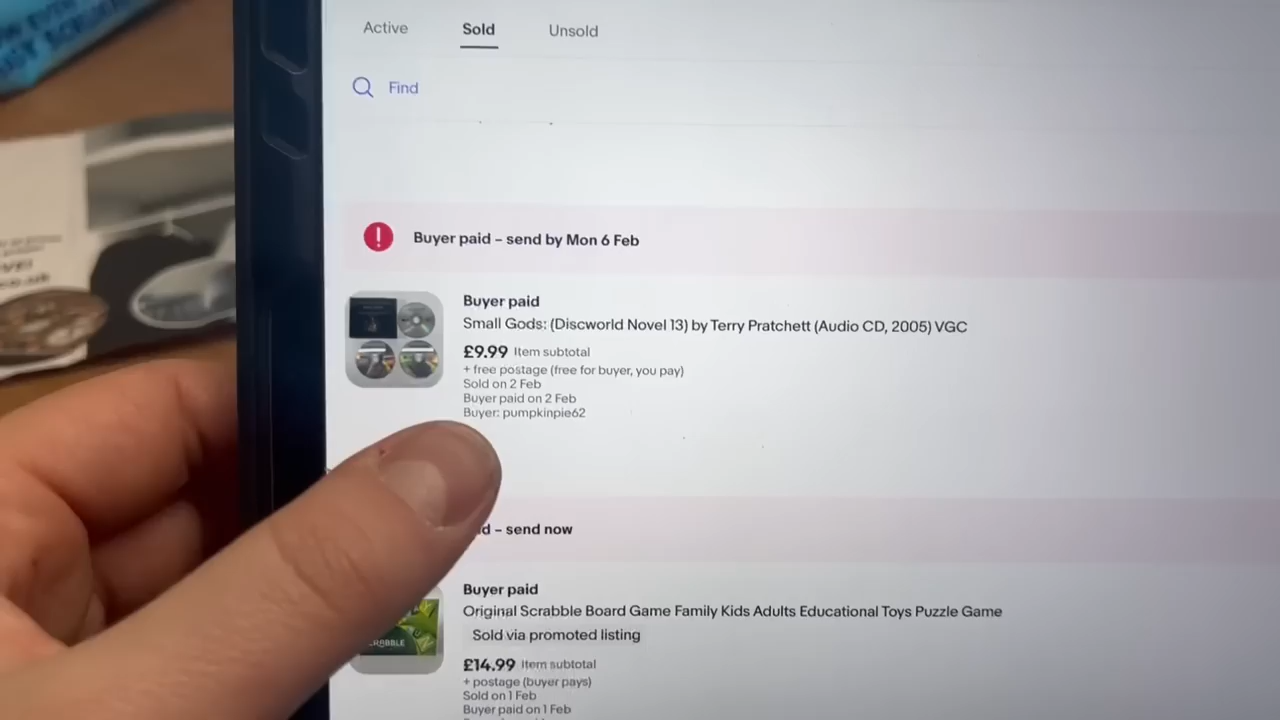 Active Sold Unsold
Find
Buyer paid – send by Mon 6 Feb
Buyer paid
Small Gods: (Discworld Novel 13) by Terry Pratchett (Audio CD, 2005) VGC
£9.99 Item subtotal
+ free postage (free for buyer, you pay)
Sold on 2 Feb
Buyer paid on 2 Feb
Buyer: pumpkinpie62
– send now
Buyer paid
Original Scrabble Board Game Family Kids Adults Educational Toys Puzzle Game
Sold via promoted listing
£14.99 Item subtotal
+ postage (buyer pays)
Sold on 1 Feb
Buyer paid on 1 Feb